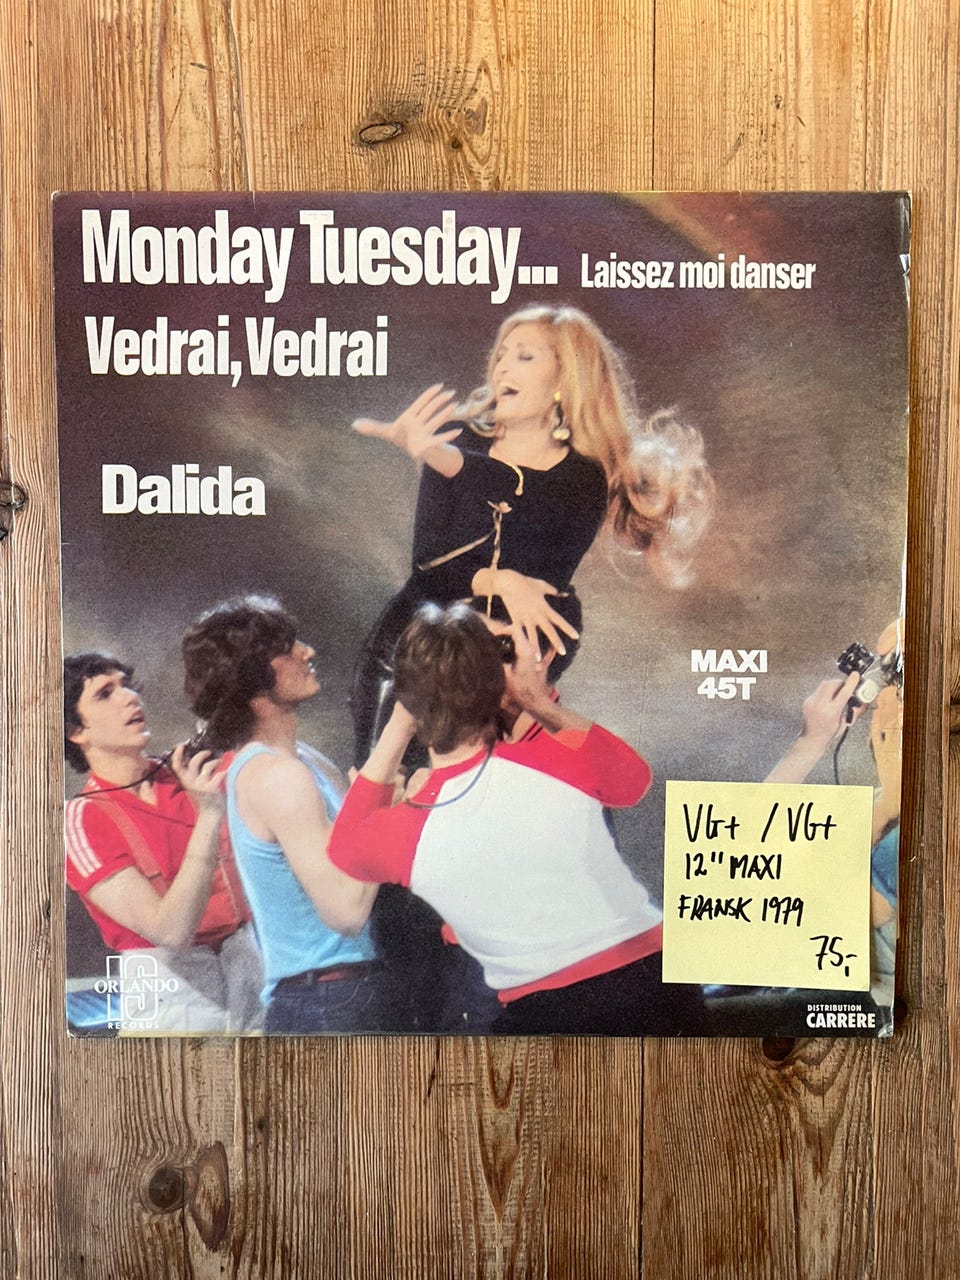 Monday Tuesday... Laissez moi danser
Vedrai, Vedrai
Dalida
MAXI
45T
VG+ / VG+
12" MAXI
FRANSK 1979
75,-
IS
ORLANDO
RECORDS
DISTRIBUTION
CARRERE